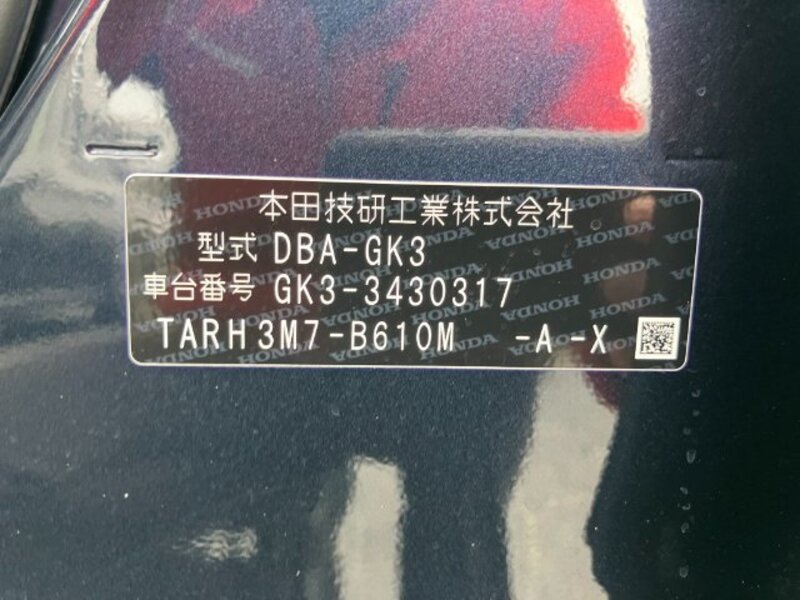 本田技研工業株式会社
型式 DBA-GK3
車台番号 GK3-3430317
TARH3M7-B610M -A-X